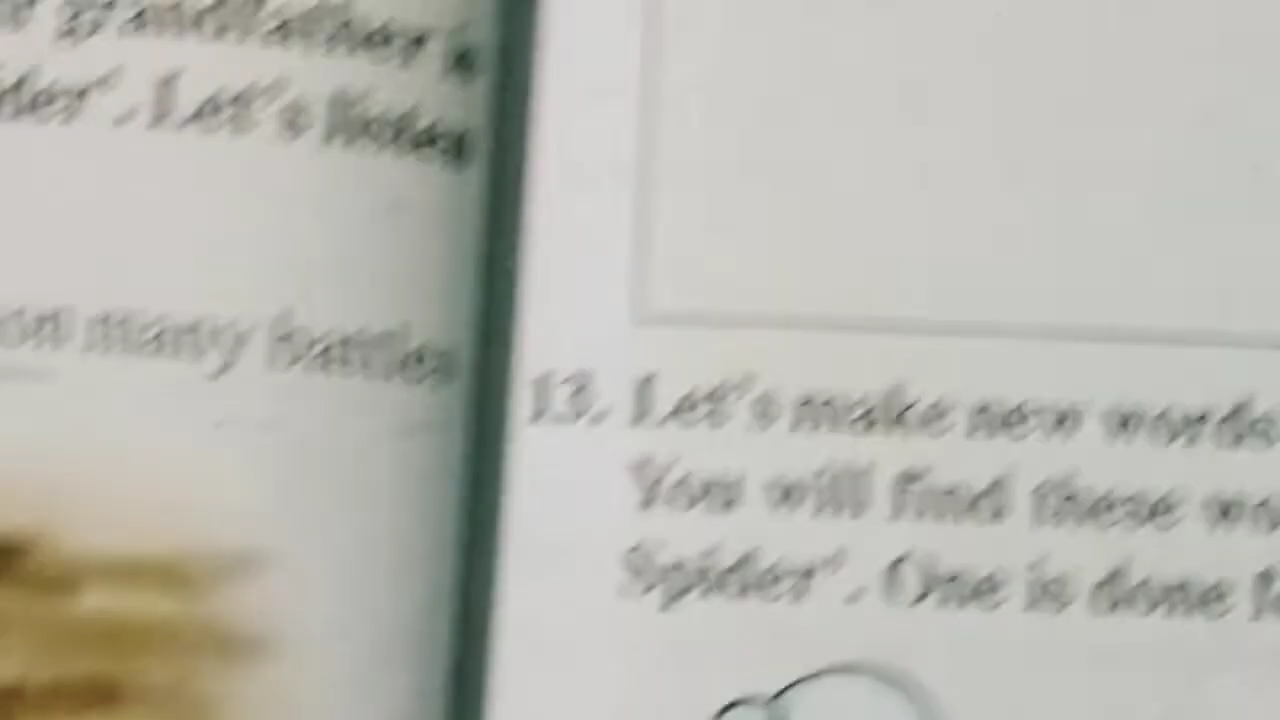 grandfather
der'. Let's listen
on many battles
13. Let's make new words
You will find these
Spider'. One is done